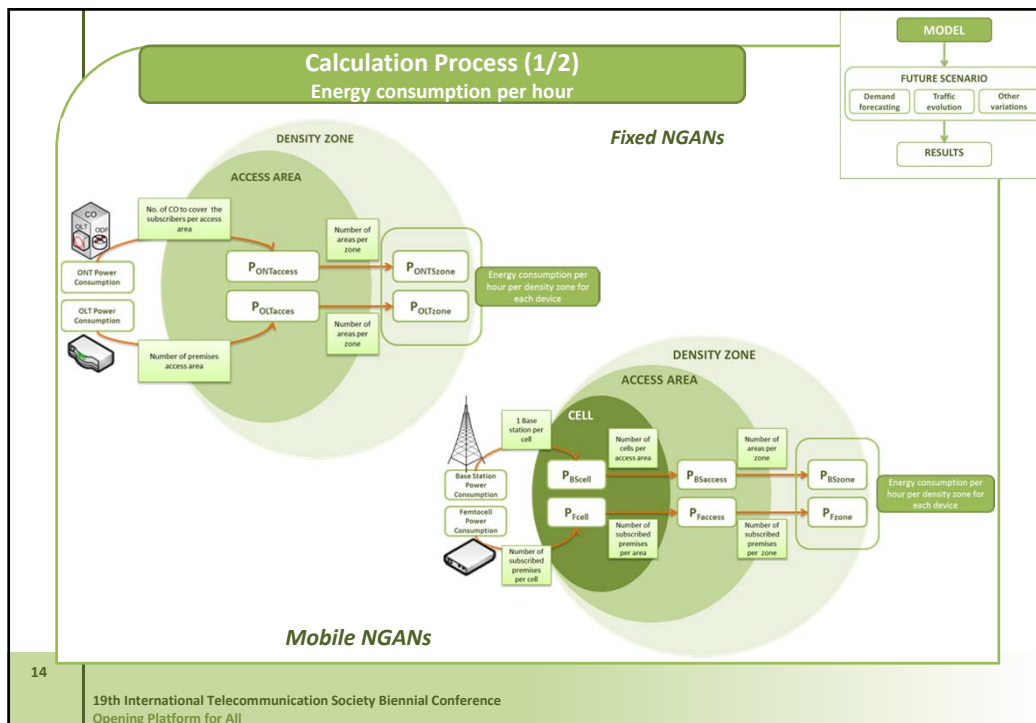 Calculation Process (1/2)
Energy consumption per hour
MODEL
FUTURE SCENARIO
Demand
forecasting
Traffic
evolution
Other
variations
RESULTS
Fixed NGANs
DENSITY ZONE
ACCESS AREA
CO
OLT
ODF
No. of CO to cover the
subscribers per access
area
Number of
areas per
zone
ONT Power
Consumption
PONTaccess
PONTSzone
Energy consumption per
hour per density zone for
each device
OLT Power
Consumption
POLTacces
POLTzone
Number of premises
access area
Number of
areas per
zone
DENSITY ZONE
ACCESS AREA
CELL
1 Base
station per
cell
Number of
cells per
access area
Number of
areas per
zone
Base Station
Power
Consumption
PBScell
PBSaccess
PBSzone
Energy consumption per
hour per density zone for
each device
Femtocell
Power
Consumption
PFcell
PFaccess
PFzone
Number of
subscribed
premises
per cell
Number of
subscribed
premises
per area
Number of
subscribed
premises
per zone
Mobile NGANs
14
19th International Telecommunication Society Biennial Conference
Opening Platform for All